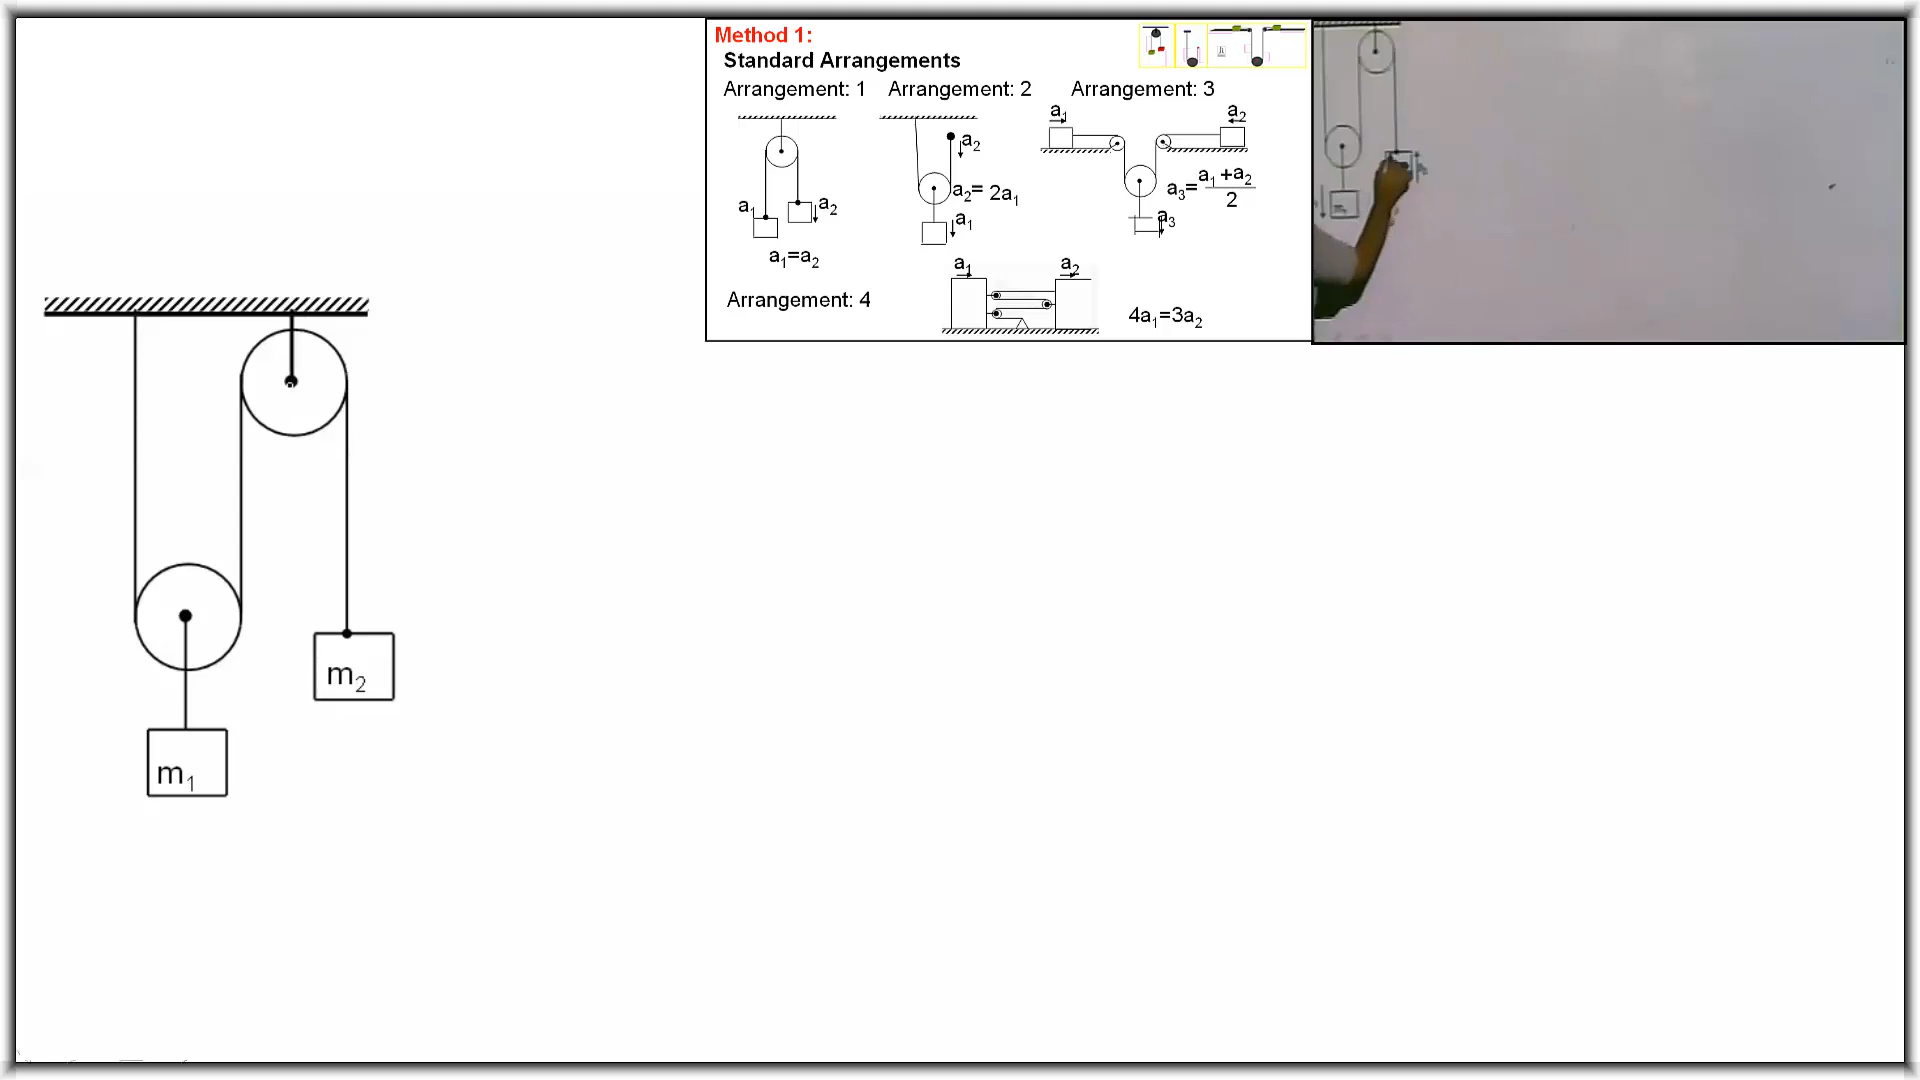 Method 1:
Standard Arrangements
Arrangement: 1 Arrangement: 2 Arrangement: 3
a₁ a₂
a₁=a₂
a₂
a₂= 2a₁
a₁
a₁ a₂
a₃= a₁ +a₂ / 2
a₃
Arrangement: 4
a₁ a₂
4a₁=3a₂
m₂
m₁